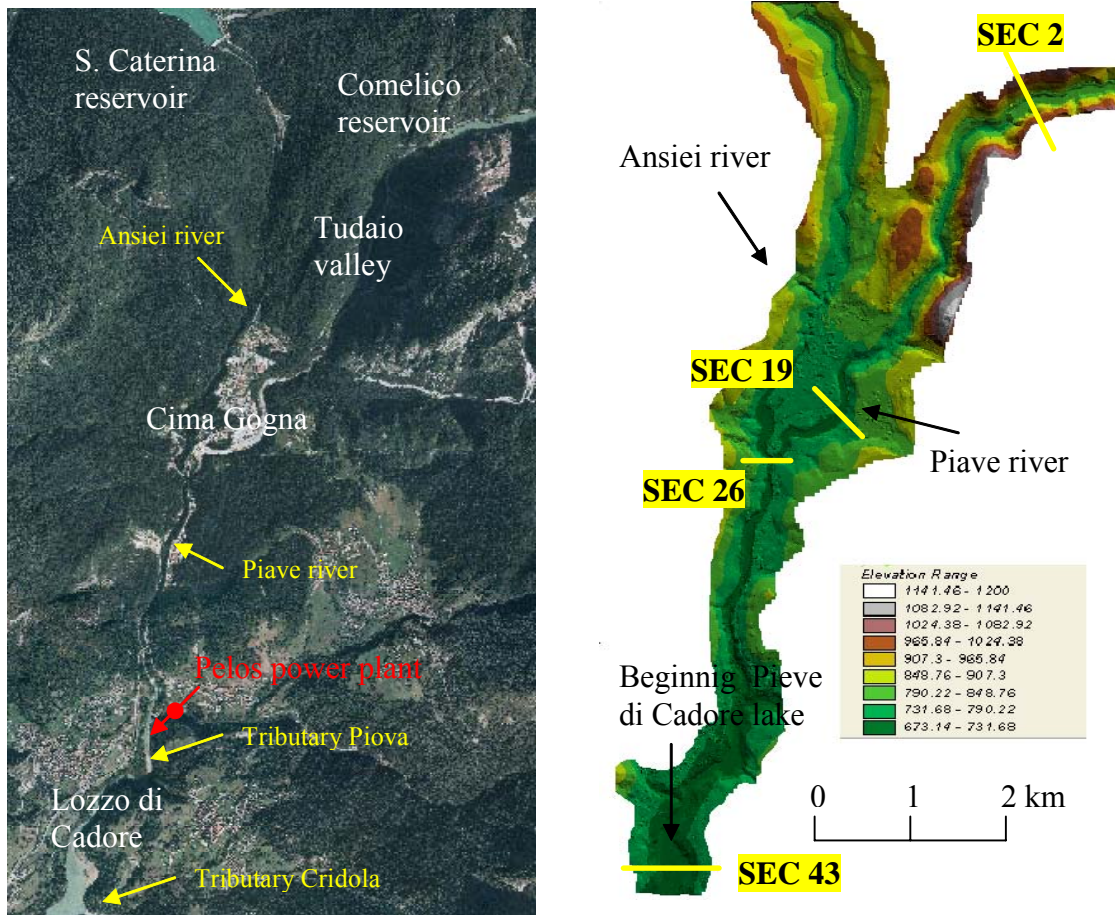 S. Caterina
reservoir
Comelico
reservoir
Ansiei river
Tudaio
valley
Cima Gogna
Piave river
Pelos power plant
Tributary Piova
Lozzo di
Cadore
Tributary Cridola
SEC 2
Ansiei river
SEC 19
Piave river
SEC 26
Elevation Range
1141.46 - 1200
1082.92 - 1141.46
1024.38 - 1082.92
965.84 - 1024.38
907.3 - 965.84
848.76 - 907.3
790.22 - 848.76
731.68 - 790.22
673.14 - 731.68
Beginnig Pieve
di Cadore lake
0 1 2 km
SEC 43